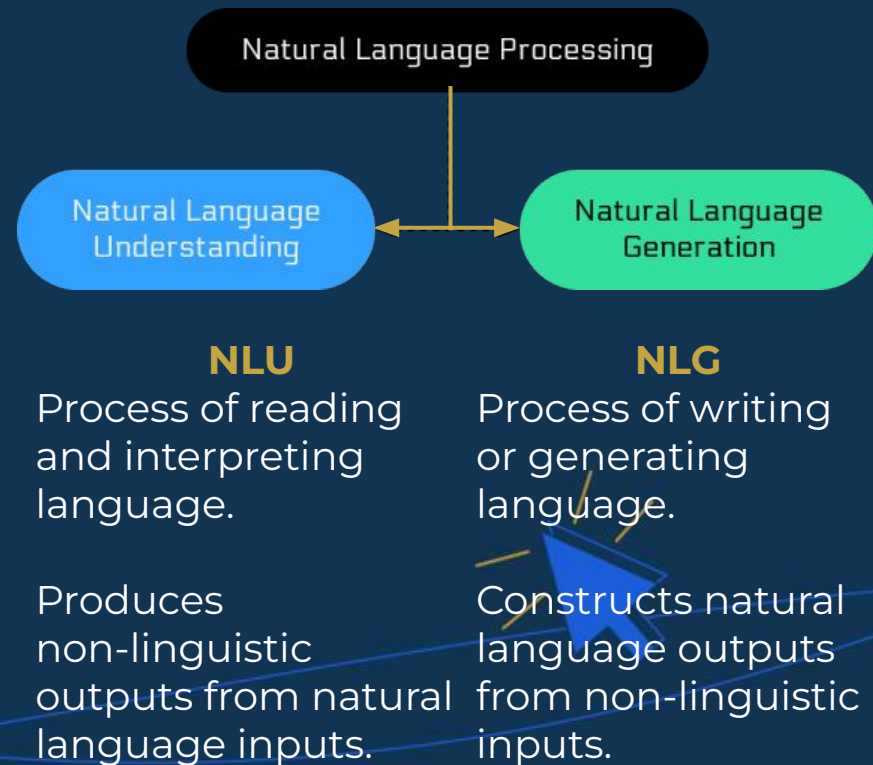 Natural Language Processing
Natural Language
Understanding
Natural Language
Generation
NLU
Process of reading
and interpreting
language.
Produces
non-linguistic
outputs from natural
language inputs.
NLG
Process of writing
or generating
language.
Constructs natural
language outputs
from non-linguistic
inputs.